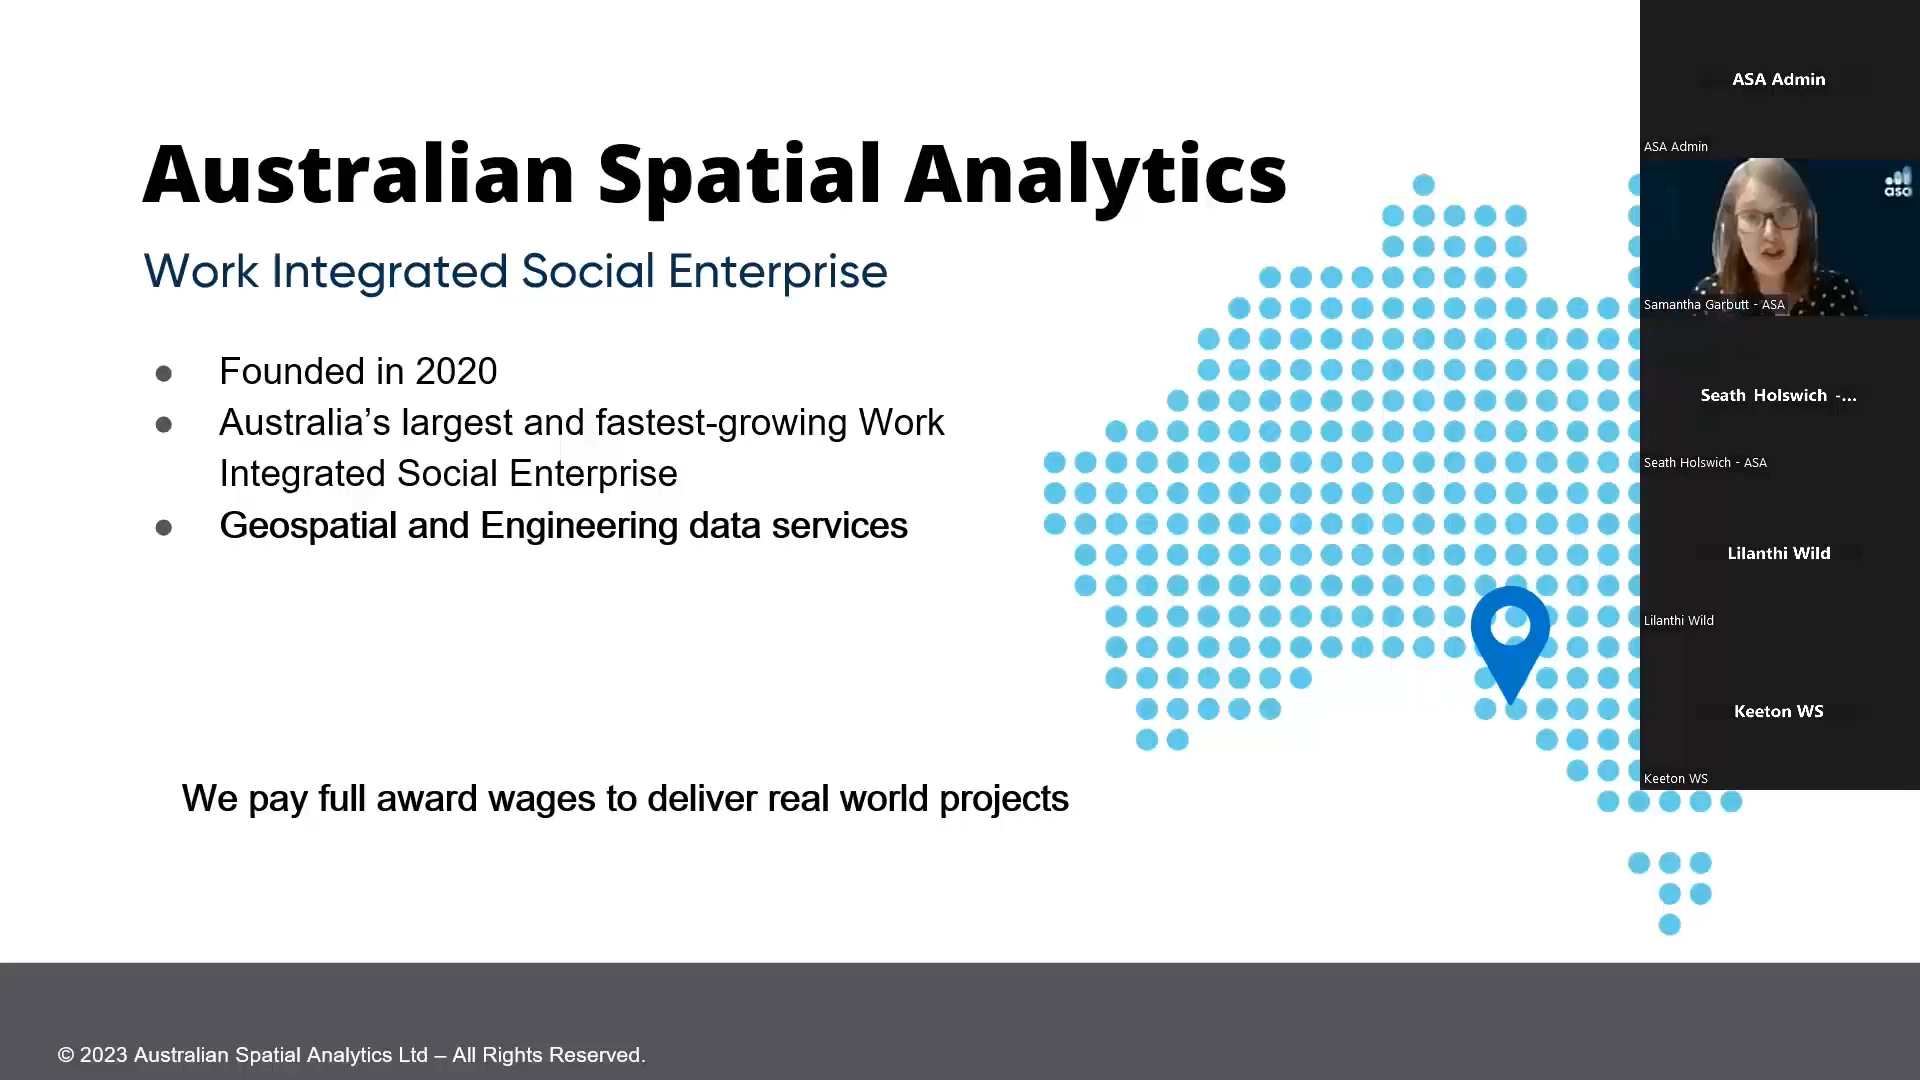 Australian Spatial Analytics
Work Integrated Social Enterprise
● Founded in 2020
● Australia’s largest and fastest-growing Work
Integrated Social Enterprise
● Geospatial and Engineering data services
We pay full award wages to deliver real world projects
© 2023 Australian Spatial Analytics Ltd – All Rights Reserved.
ASA Admin
ASA Admin
asa
Samantha Garbutt - ASA
Seath Holswich -...
Seath Holswich - ASA
Lilanthi Wild
Lilanthi Wild
Keeton WS
Keeton WS